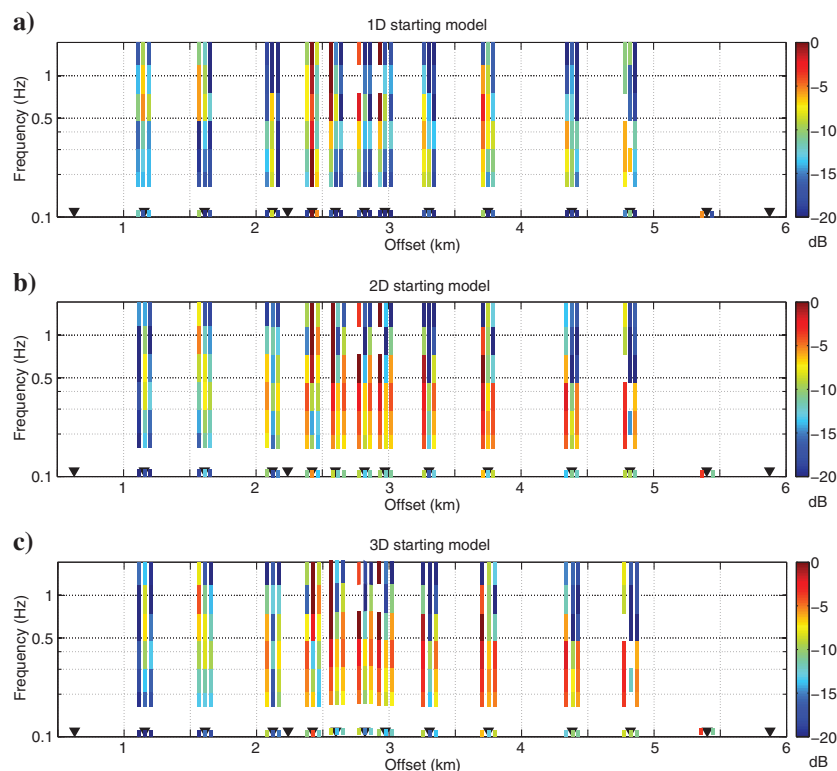 a)
1D starting model
Frequency (Hz)
1
0.5
0.1
1 2 3 4 5 6
Offset (km)
0
−5
−10
−15
−20
dB
b)
2D starting model
Frequency (Hz)
1
0.5
0.1
1 2 3 4 5 6
Offset (km)
0
−5
−10
−15
−20
dB
c)
3D starting model
Frequency (Hz)
1
0.5
0.1
1 2 3 4 5 6
Offset (km)
0
−5
−10
−15
−20
dB